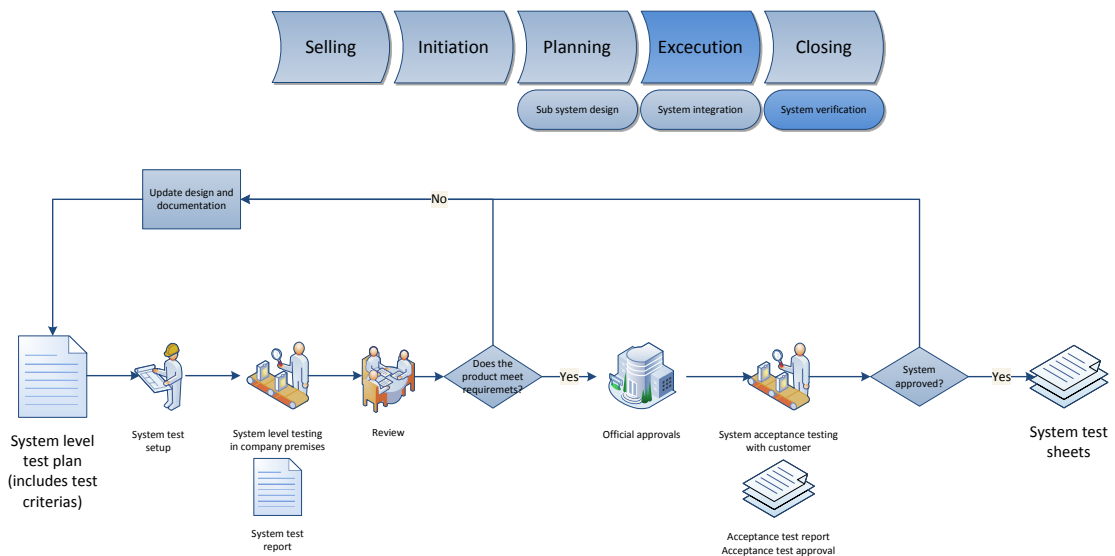 Selling
Initiation
Planning
Excecution
Closing
Sub system design
System integration
System verification
Update design and
documentation
No
Does the
product meet
requiremets?
Yes
System
approved?
Yes
System level
test plan
(includes test
criterias)
System test
setup
System level testing
in company premises
Review
Official approvals
System acceptance testing
with customer
System test
sheets
System test
report
Acceptance test report
Acceptance test approval